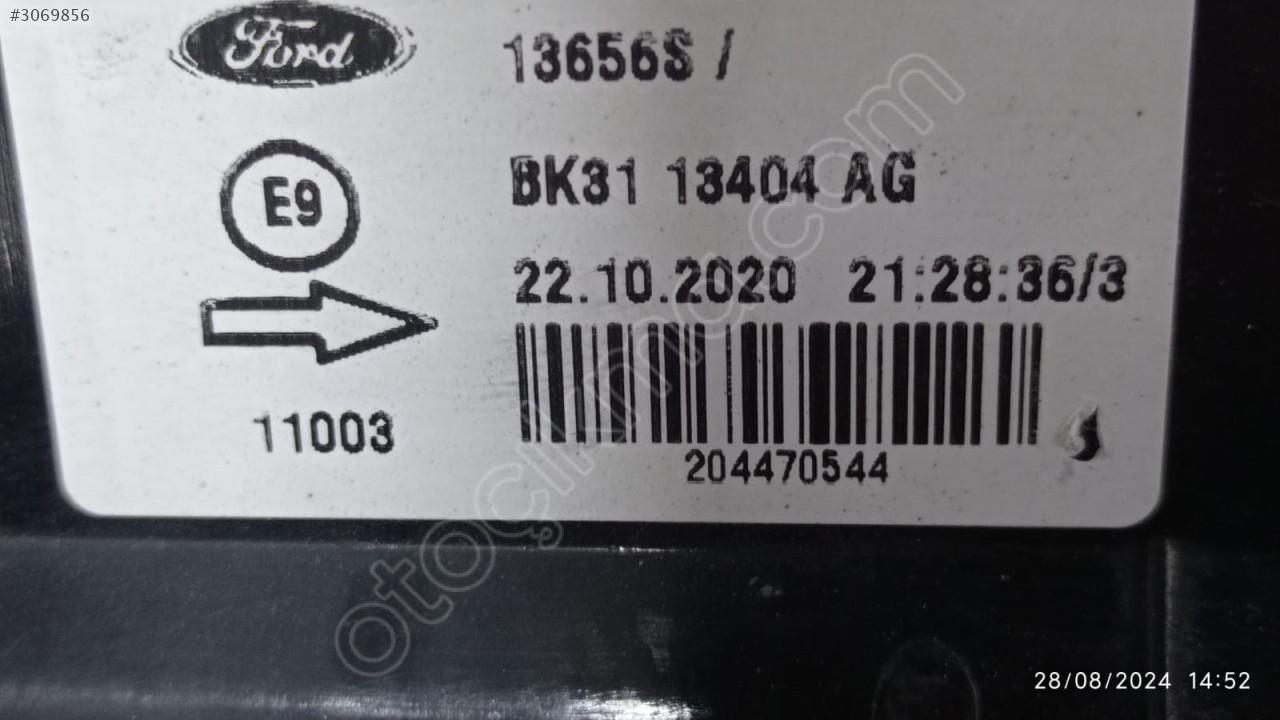 #3069856
Ford
13656S /
E9
BK31 13404 AG
22.10.2020 21:28:36/3
11003
204470544
otoçıkma.com
28/08/2024 14:52